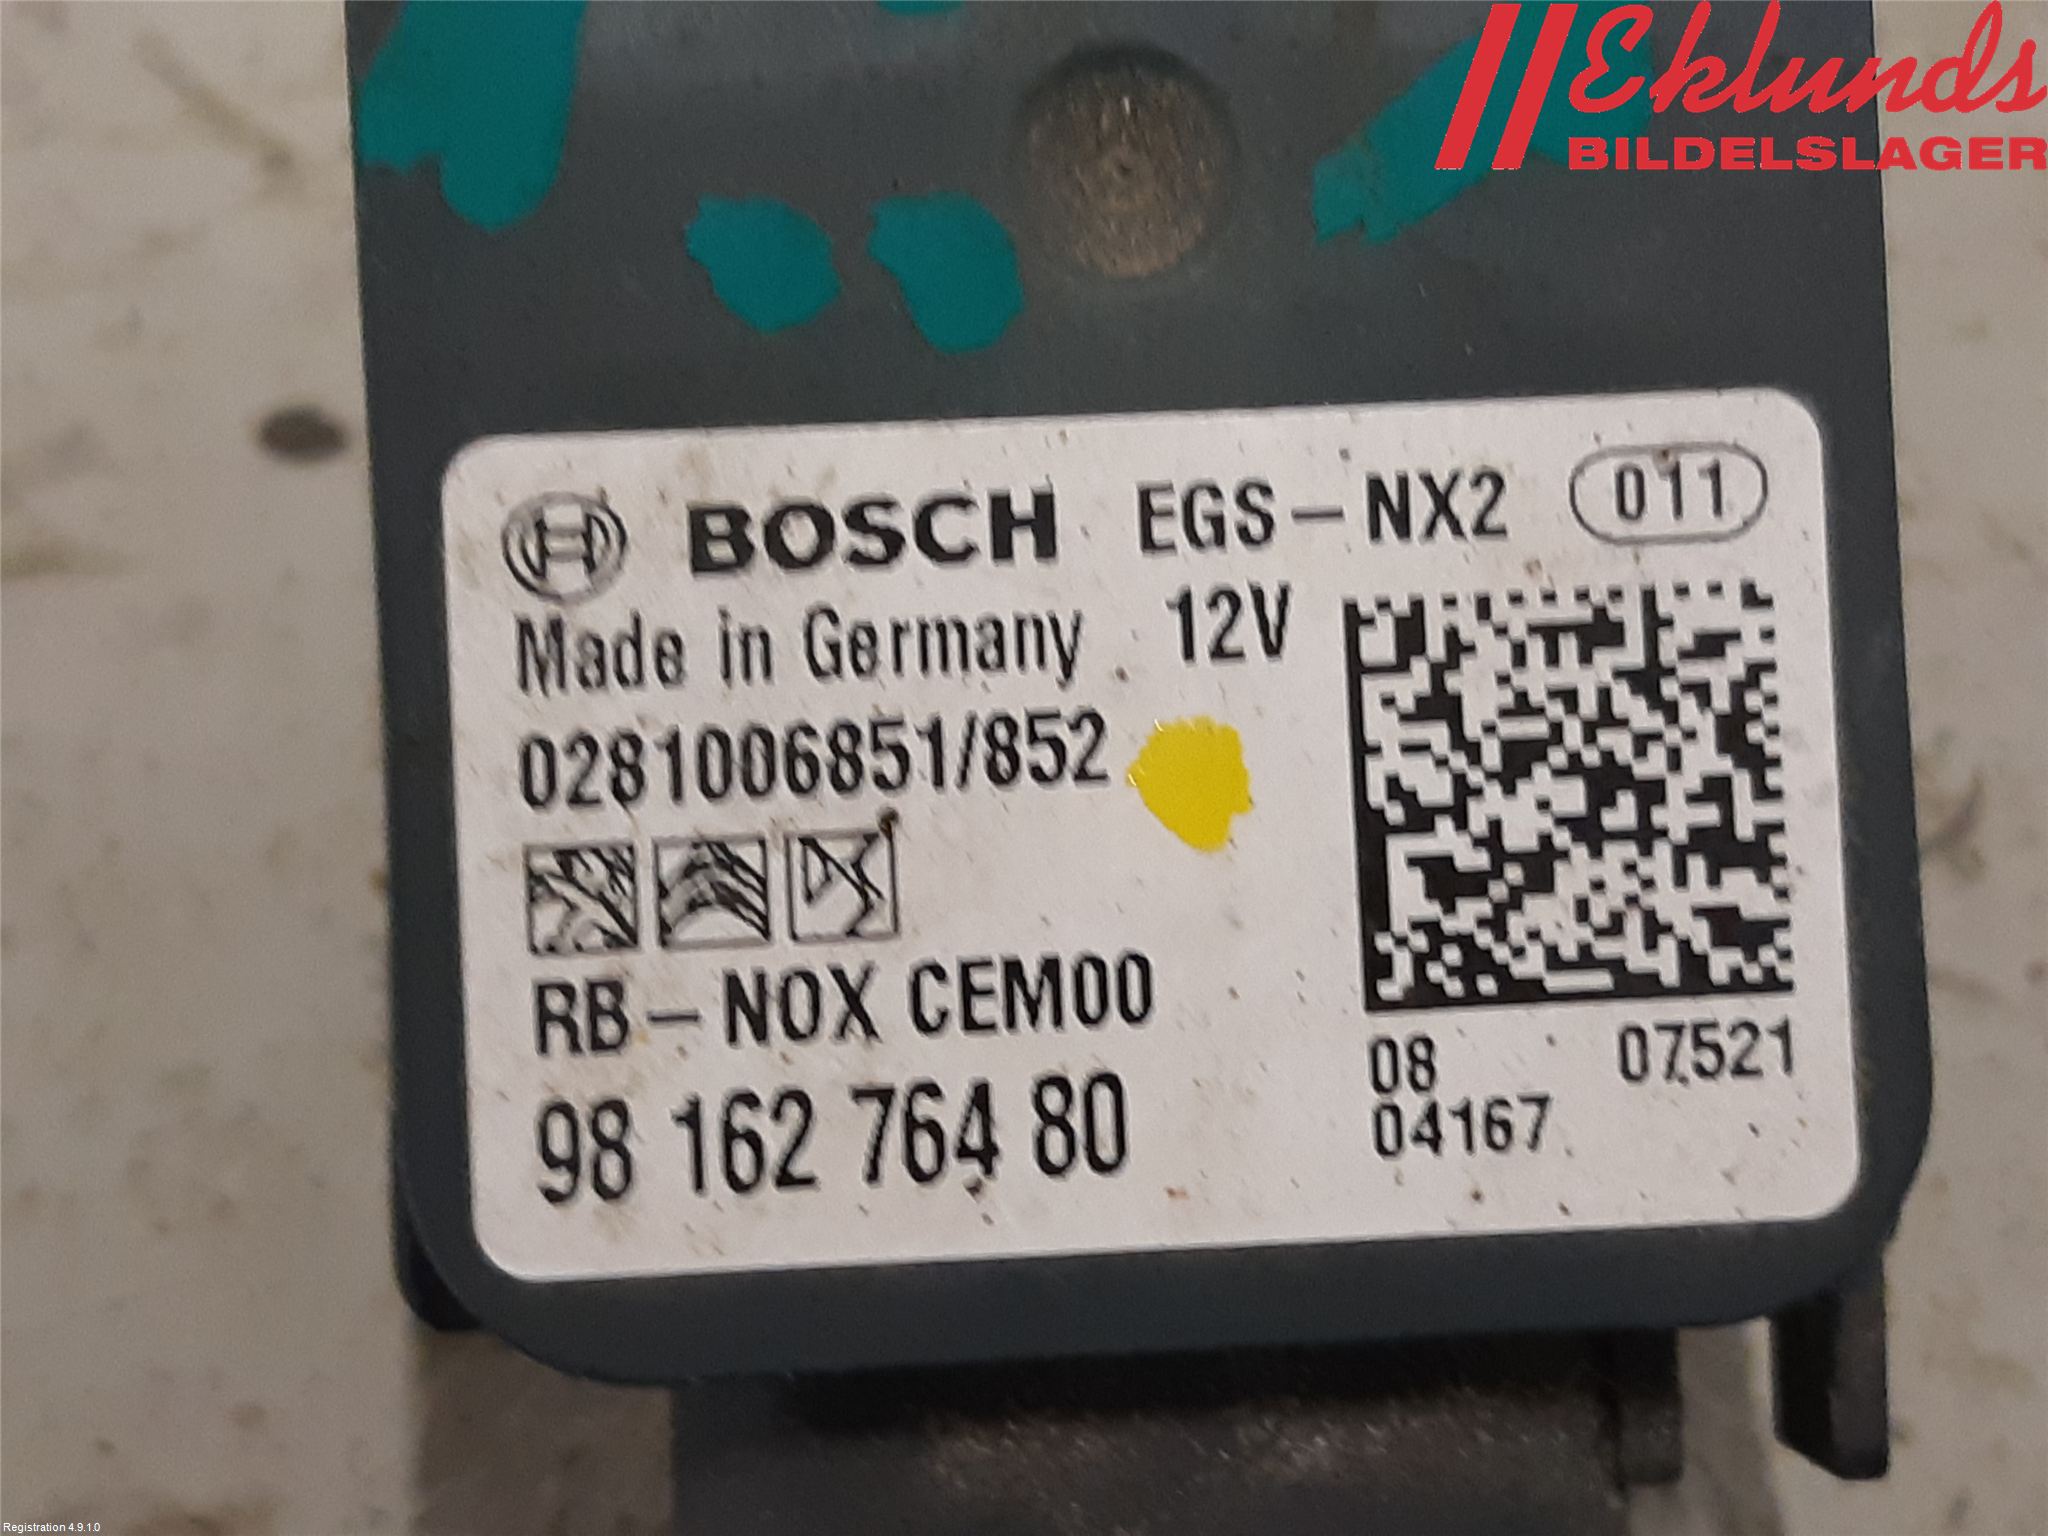 Eklunds
BILDELSLAGER
BOSCH EGS-NX2 011
Made in Germany 12V
0281006851/852
RB-NOX CEM00
98 162 764 80
08 07521
04167
Registration 4.9.1.0